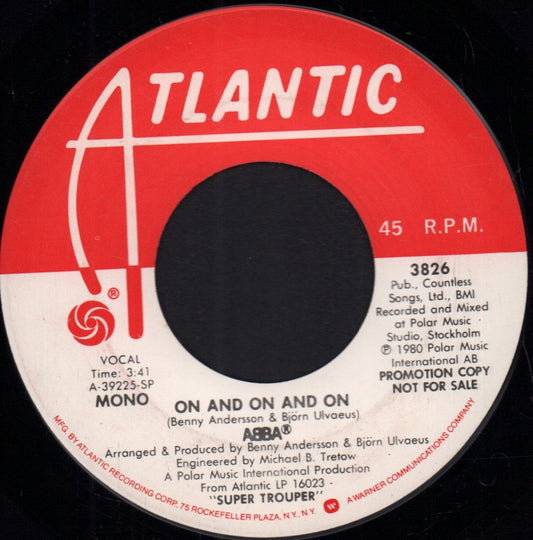 ATLANTIC
45 R.P.M.
®
3826
Pub., Countless
Songs, Ltd., BMI
Recorded and Mixed
at Polar Music
Studio, Stockholm
℗ 1980 Polar Music
International AB
PROMOTION COPY
NOT FOR SALE
VOCAL
Time: 3:41
A-39225-SP
MONO
ON AND ON AND ON
(Benny Andersson & Björn Ulvaeus)
ABBA®
Arranged & Produced by Benny Andersson & Björn Ulvaeus
Engineered by Michael B. Tretow
A Polar Music International Production
From Atlantic LP 16023
"SUPER TROUPER"
MFG BY ATLANTIC RECORDING CORP. 75 ROCKEFELLER PLAZA, N.Y., N.Y. A WARNER COMMUNICATIONS COMPANY